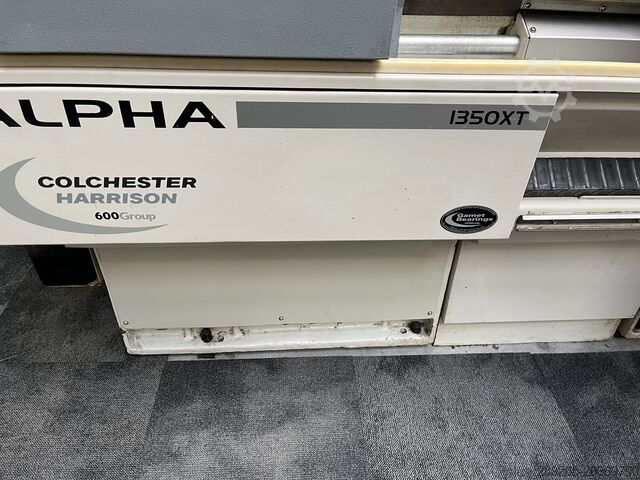 ALPHA
1350XT
COLCHESTER
HARRISON
600Group
Gamet
Bearings